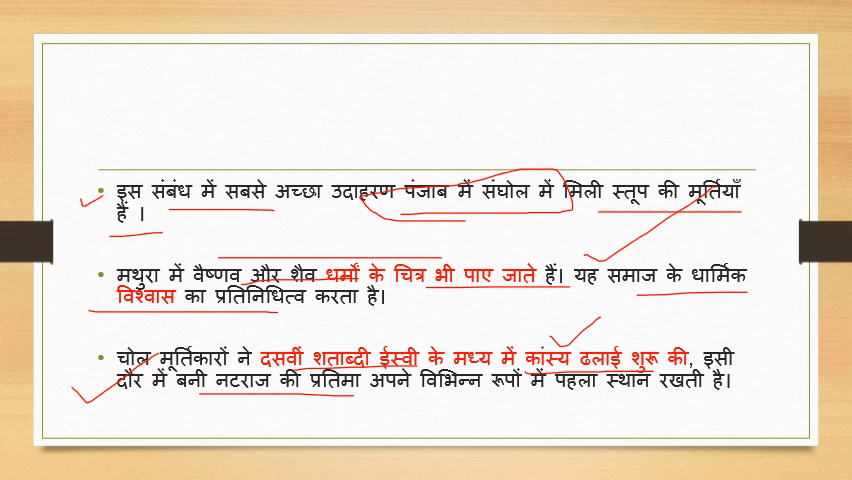 • इस संबंध में सबसे अच्छा उदाहरण पंजाब में संघोल में मिली स्तूप की मूर्तियाँ
हैं ।
• मथुरा में वैष्णव और शैव धर्मों के चित्र भी पाए जाते हैं। यह समाज के धार्मिक
विश्वास का प्रतिनिधित्व करता है।
• चोल मूर्तिकारों ने दसवीं शताब्दी ईस्वी के मध्य में कांस्य ढलाई शुरू की, इसी
दौर में बनी नटराज की प्रतिमा अपने विभिन्न रूपों में पहला स्थान रखती है।